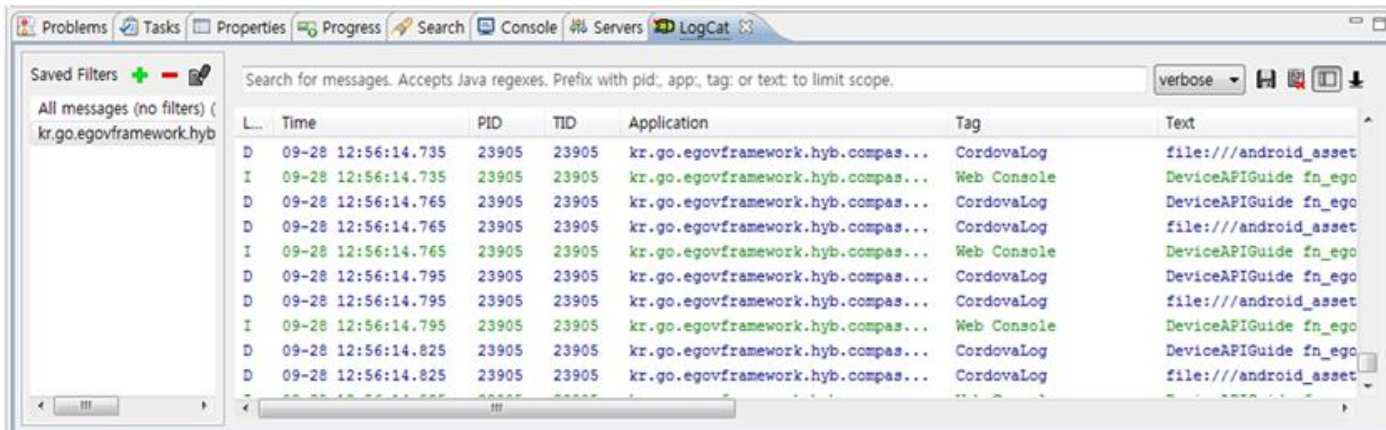 Problems Tasks Properties Progress Search Console Servers LogCat
Saved Filters
Search for messages. Accepts Java regexes. Prefix with pid:, app:, tag: or text: to limit scope.
verbose
All messages (no filters) (
kr.go.egovframework.hyb
L... Time PID TID Application Tag Text
D 09-28 12:56:14.735 23905 23905 kr.go.egovframework.hyb.compas... CordovaLog file:///android_asset
I 09-28 12:56:14.735 23905 23905 kr.go.egovframework.hyb.compas... Web Console DeviceAPIGuide fn_ego
D 09-28 12:56:14.765 23905 23905 kr.go.egovframework.hyb.compas... CordovaLog DeviceAPIGuide fn_ego
D 09-28 12:56:14.765 23905 23905 kr.go.egovframework.hyb.compas... CordovaLog file:///android_asset
I 09-28 12:56:14.765 23905 23905 kr.go.egovframework.hyb.compas... Web Console DeviceAPIGuide fn_ego
D 09-28 12:56:14.795 23905 23905 kr.go.egovframework.hyb.compas... CordovaLog DeviceAPIGuide fn_ego
D 09-28 12:56:14.795 23905 23905 kr.go.egovframework.hyb.compas... CordovaLog file:///android_asset
I 09-28 12:56:14.795 23905 23905 kr.go.egovframework.hyb.compas... Web Console DeviceAPIGuide fn_ego
D 09-28 12:56:14.825 23905 23905 kr.go.egovframework.hyb.compas... CordovaLog DeviceAPIGuide fn_ego
D 09-28 12:56:14.825 23905 23905 kr.go.egovframework.hyb.compas... CordovaLog file:///android_asset